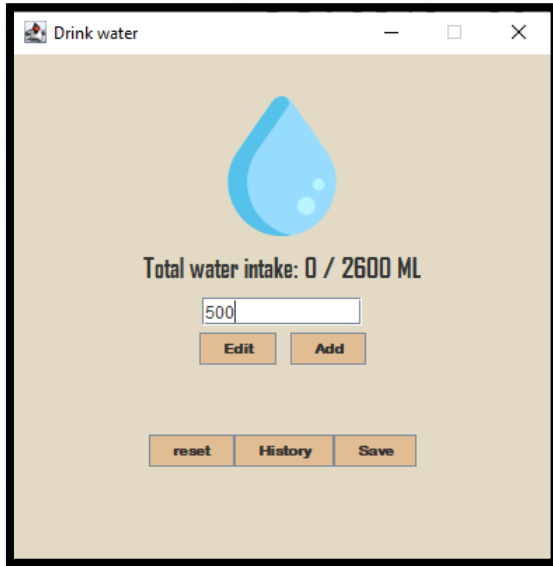 Drink water
Total water intake: 0 / 2600 ML
500
Edit Add
reset History Save